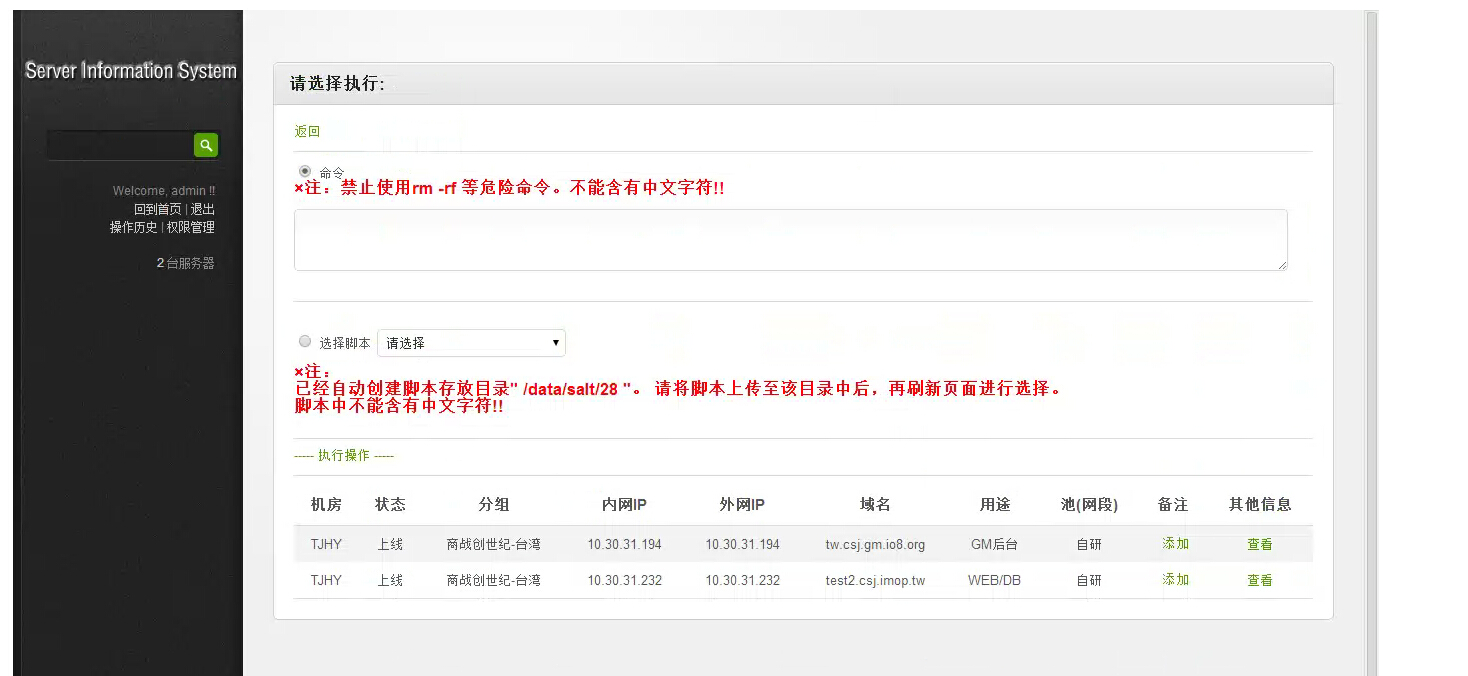 Server Information System
Welcome, admin !!
回到首页 | 退出
操作历史 | 权限管理
2 台服务器
请选择执行:
返回
命令
×注：禁止使用rm -rf 等危险命令。不能含有中文字符!!
选择脚本 请选择
×注：
已经自动创建脚本存放目录" /data/salt/28 "。 请将脚本上传至该目录中后，再刷新页面进行选择。
脚本中不能含有中文字符!!
----- 执行操作 -----
机房 状态 分组 内网IP 外网IP 域名 用途 池(网段) 备注 其他信息
TJHY 上线 商战创世纪-台湾 10.30.31.194 10.30.31.194 tw.csj.gm.io8.org GM后台 自研 添加 查看
TJHY 上线 商战创世纪-台湾 10.30.31.232 10.30.31.232 test2.csj.imop.tw WEB/DB 自研 添加 查看